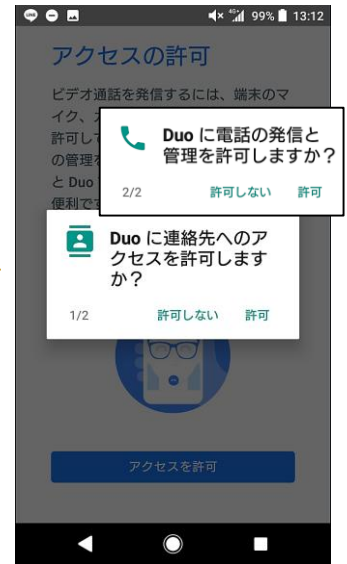 99% 13:12
アクセスの許可
ビデオ通話を発信するには、端末のマ
イク、
許可して
の管理
と Duo
便利です
Duo に電話の発信と
管理を許可しますか？
2/2 許可しない 許可
Duo に連絡先へのア
クセスを許可します
か？
1/2 許可しない 許可
アクセスを許可